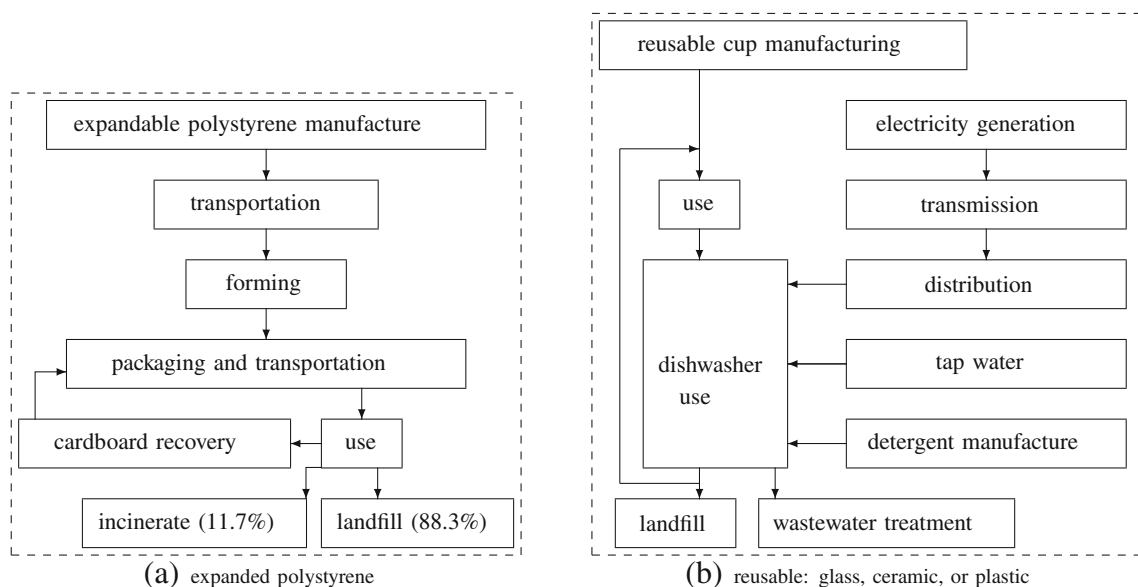 expandable polystyrene manufacture
transportation
forming
packaging and transportation
cardboard recovery
use
incinerate (11.7%)
landfill (88.3%)
(a) expanded polystyrene
reusable cup manufacturing
use
dishwasher
use
electricity generation
transmission
distribution
tap water
detergent manufacture
landfill
wastewater treatment
(b) reusable: glass, ceramic, or plastic